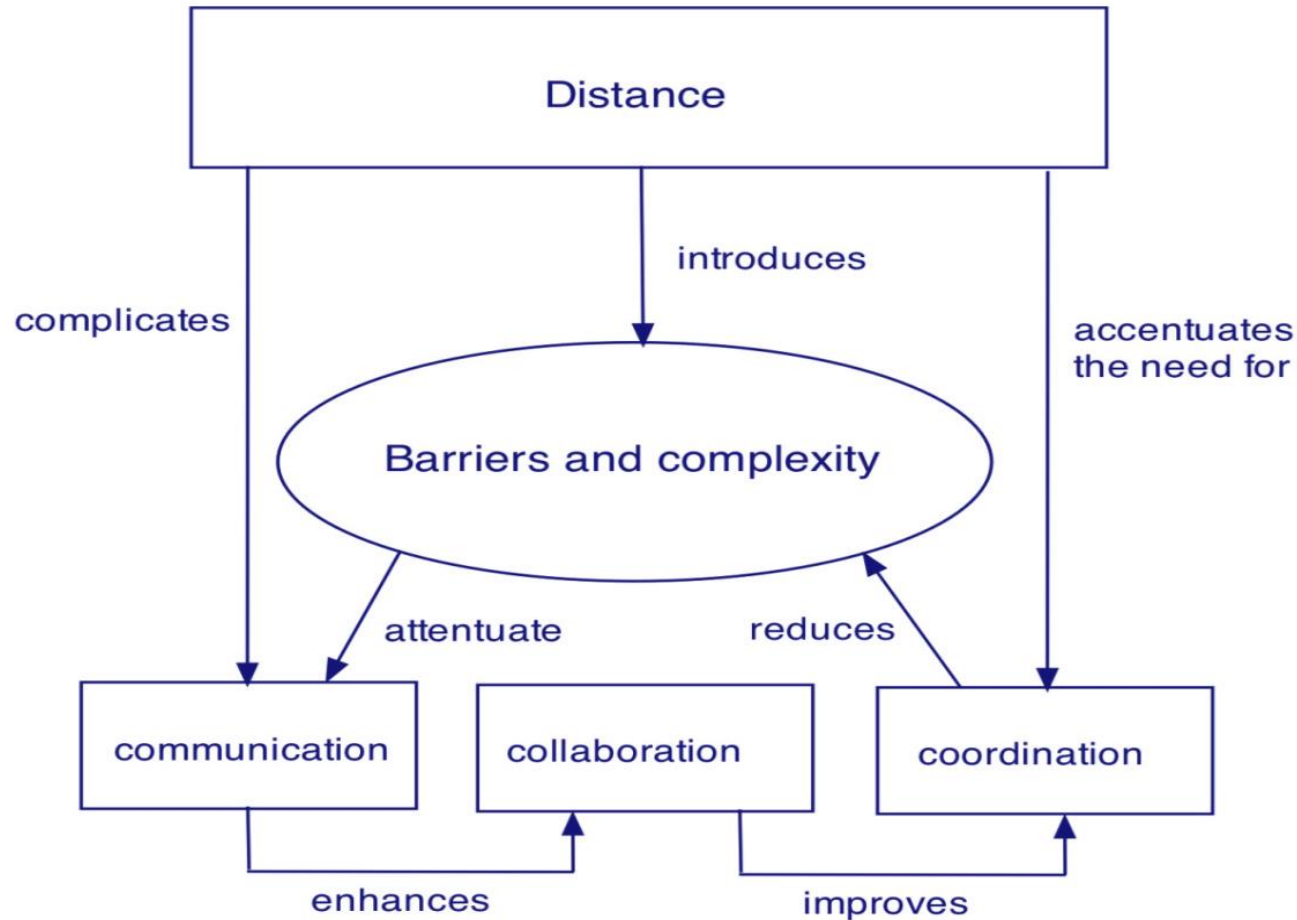 Distance
introduces
complicates
accentuates
the need for
Barriers and complexity
attentuate
reduces
communication
collaboration
coordination
enhances
improves